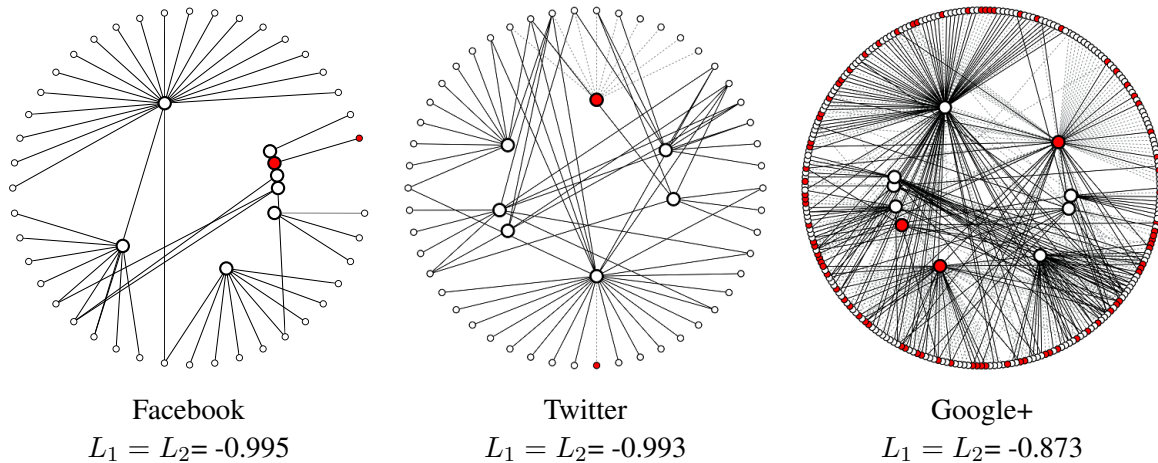 Facebook Twitter Google+
L₁ = L₂= -0.995 L₁ = L₂= -0.993 L₁ = L₂= -0.873